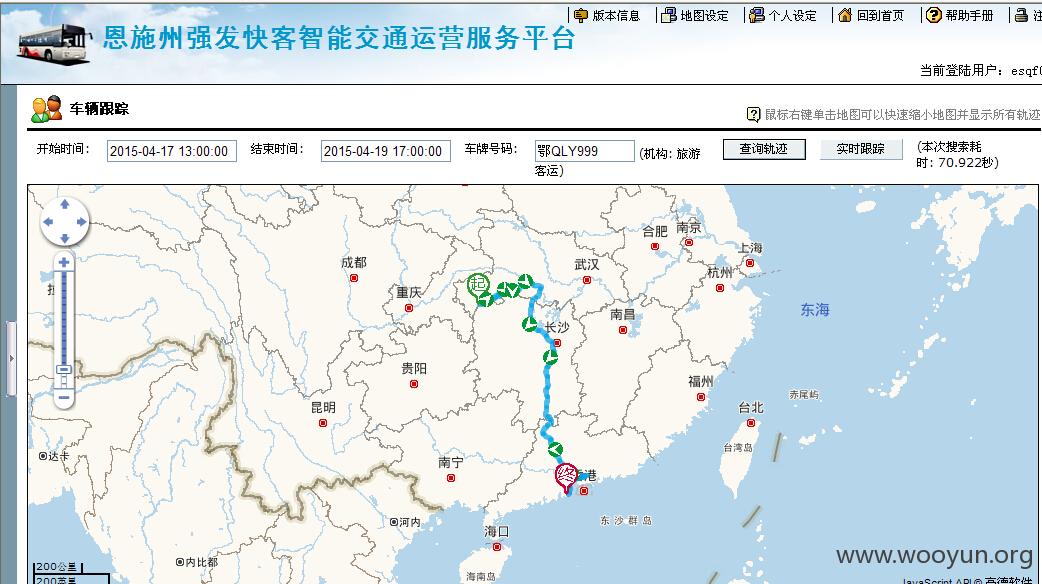 版本信息 地图设定 个人设定 回到首页 帮助手册 注
恩施州强发快客智能交通运营服务平台
当前登陆用户：esqf0
车辆跟踪
鼠标右键单击地图可以快速缩小地图并显示所有轨迹
开始时间： 2015-04-17 13:00:00 结束时间： 2015-04-19 17:00:00 车牌号码： 鄂QLY999 (机构: 旅游
客运)
查询轨迹 实时跟踪 (本次搜索耗
时: 70.922秒)
合肥 南京
上海
成都 武汉 杭州
起
重庆
南昌 东海
长沙
贵阳
福州
赤尾屿
昆明 台北
台湾岛
达卡 南宁
终 港
东沙群岛
河内
海口
内比都
www.wooyun.org
200公里
200英里
海南岛
JavaScript API © 高德软件